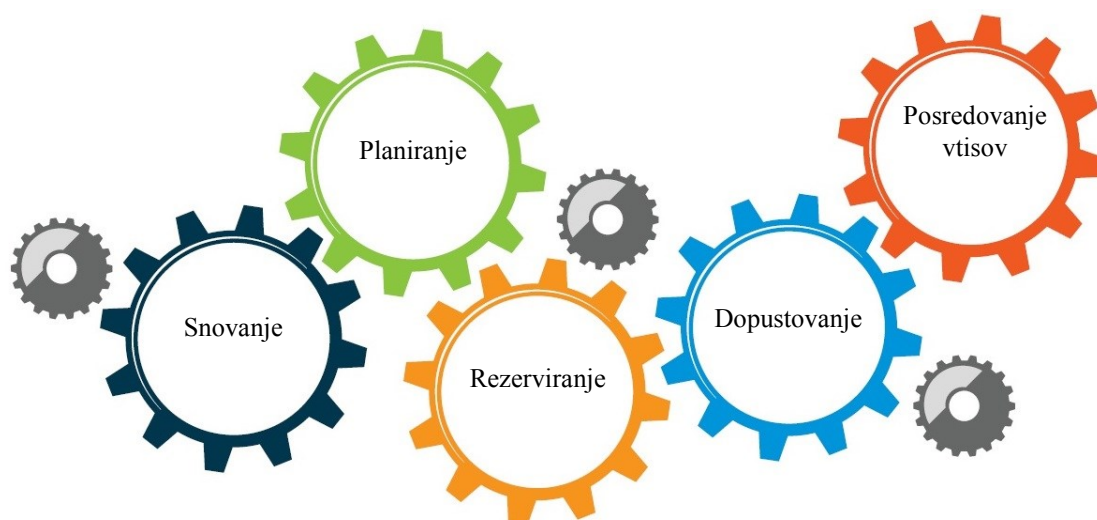 Snovanje
Planiranje
Rezerviranje
Dopustovanje
Posredovanje
vtisov